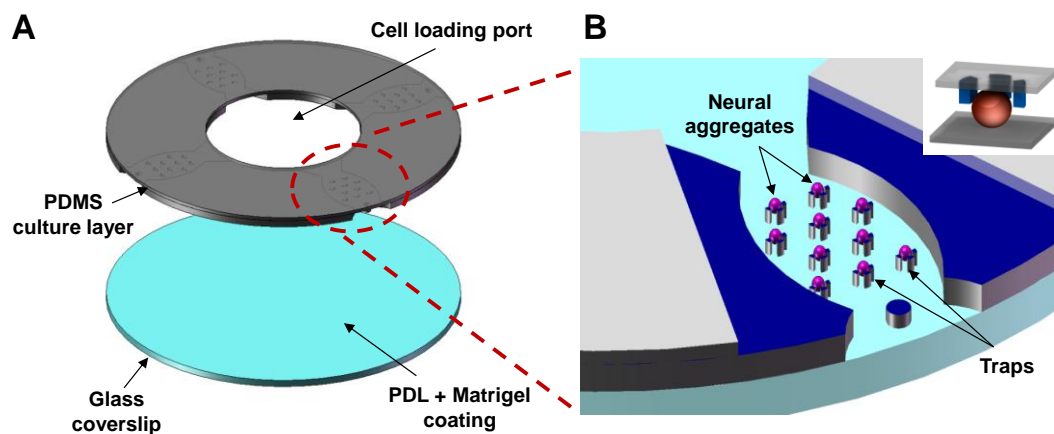 A
Cell loading port
PDMS
culture layer
Glass
coverslip
PDL + Matrigel
coating
B
Neural
aggregates
Traps